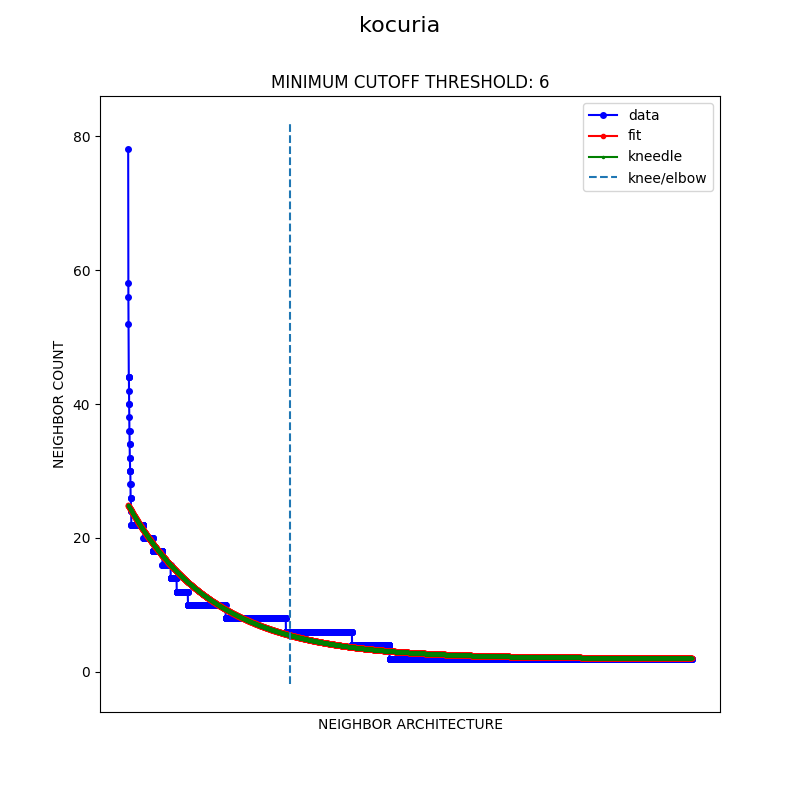 kocuria
MINIMUM CUTOFF THRESHOLD: 6
data
fit
kneedle
knee/elbow
80
60
40
20
0
NEIGHBOR COUNT
NEIGHBOR ARCHITECTURE